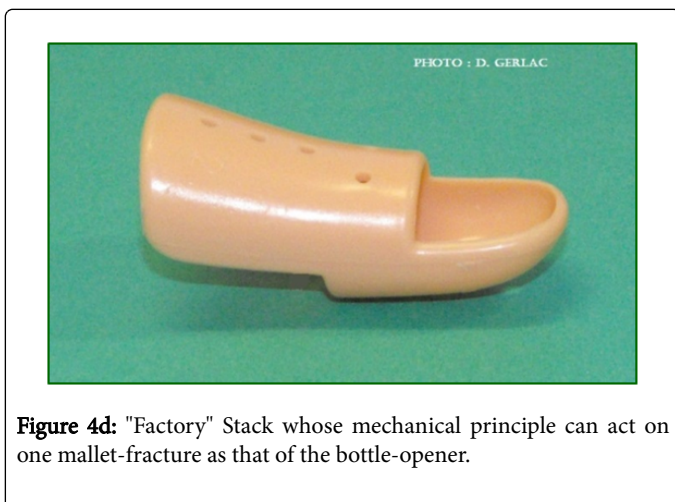 PHOTO : D. GERLAC
Figure 4d: "Factory" Stack whose mechanical principle can act on
one mallet-fracture as that of the bottle-opener.